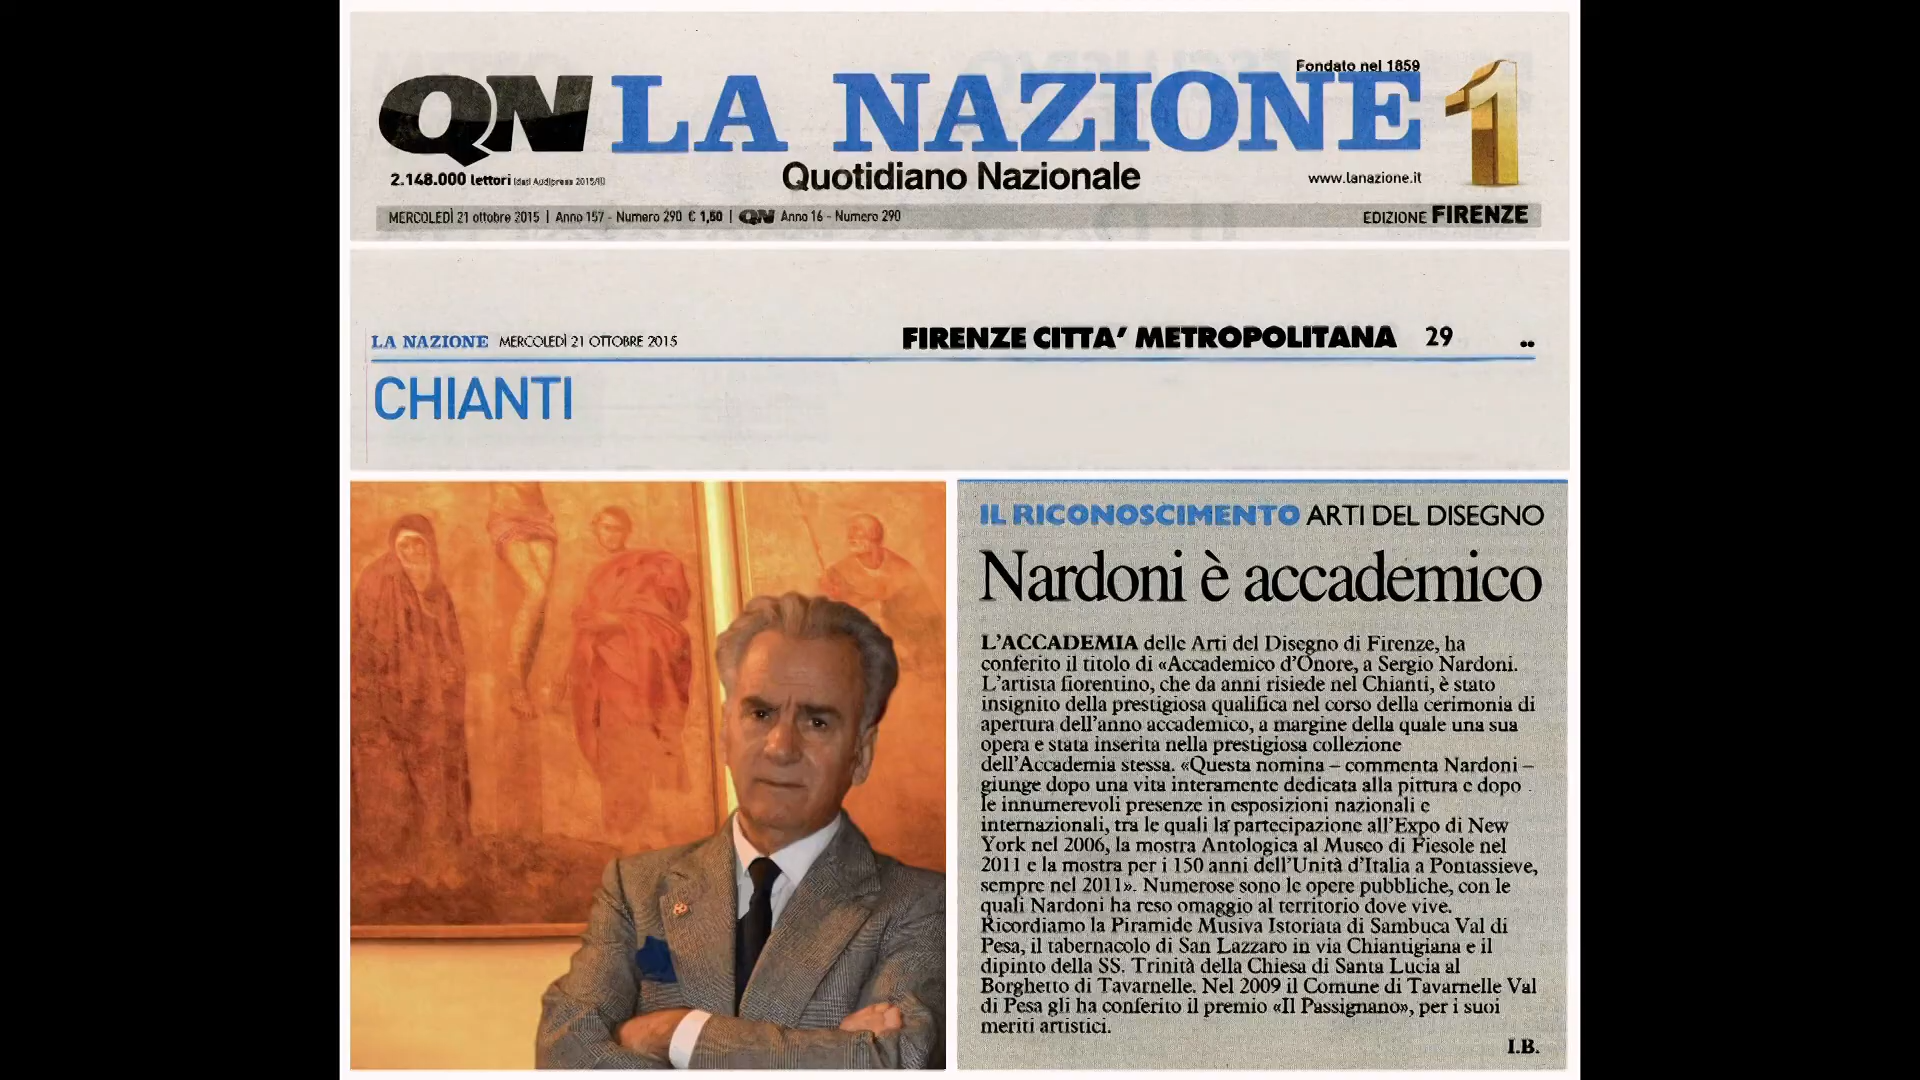 Fondato nel 1859
QN LA NAZIONE 1
Quotidiano Nazionale
2.148.000 lettori (dati Audipress 2015/II)
www.lanazione.it
MERCOLEDÌ 21 ottobre 2015 | Anno 157 - Numero 290 € 1,50 | QN Anno 16 - Numero 290
EDIZIONE FIRENZE
LA NAZIONE MERCOLEDÌ 21 OTTOBRE 2015
FIRENZE CITTA' METROPOLITANA 29 ..
CHIANTI
IL RICONOSCIMENTO ARTI DEL DISEGNO
Nardoni è accademico
L'ACCADEMIA delle Arti del Disegno di Firenze, ha
conferito il titolo di «Accademico d'Onore, a Sergio Nardoni.
L'artista fiorentino, che da anni risiede nel Chianti, è stato
insignito della prestigiosa qualifica nel corso della cerimonia di
apertura dell'anno accademico, a margine della quale una sua
opera e stata inserita nella prestigiosa collezione
dell'Accademia stessa. «Questa nomina – commenta Nardoni –
giunge dopo una vita interamente dedicata alla pittura e dopo
le innumerevoli presenze in esposizioni nazionali e
internazionali, tra le quali la partecipazione all'Expo di New
York nel 2006, la mostra Antologica al Museo di Fiesole nel
2011 e la mostra per i 150 anni dell'Unità d'Italia a Pontassieve,
sempre nel 2011». Numerose sono le opere pubbliche, con le
quali Nardoni ha reso omaggio al territorio dove vive.
Ricordiamo la Piramide Musiva Istoriata di Sambuca Val di
Pesa, il tabernacolo di San Lazzaro in via Chiantigiana e il
dipinto della SS. Trinità della Chiesa di Santa Lucia al
Borghetto di Tavarnelle. Nel 2009 il Comune di Tavarnelle Val
di Pesa gli ha conferito il premio «Il Passignano», per i suoi
meriti artistici.
I.B.